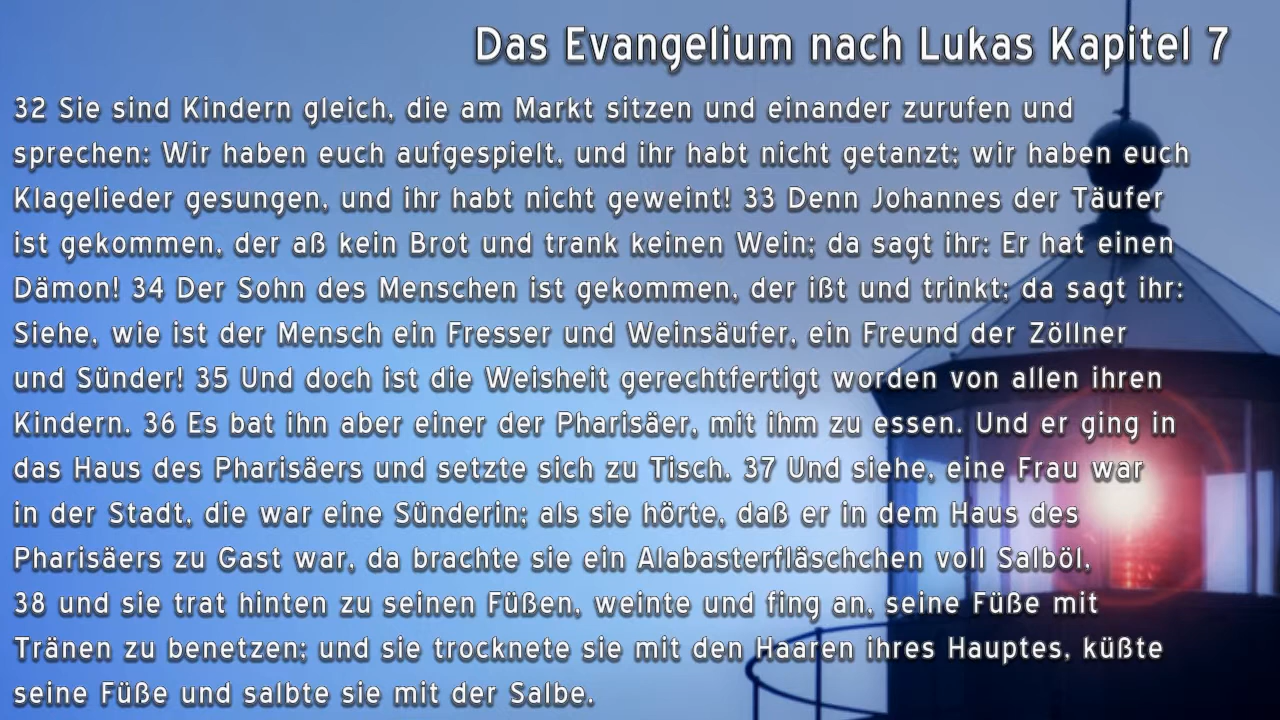 Das Evangelium nach Lukas Kapitel 7
32 Sie sind Kindern gleich, die am Markt sitzen und einander zurufen und
sprechen: Wir haben euch aufgespielt, und ihr habt nicht getanzt; wir haben euch
Klagelieder gesungen, und ihr habt nicht geweint! 33 Denn Johannes der Täufer
ist gekommen, der aß kein Brot und trank keinen Wein; da sagt ihr: Er hat einen
Dämon! 34 Der Sohn des Menschen ist gekommen, der ißt und trinkt; da sagt ihr:
Siehe, wie ist der Mensch ein Fresser und Weinsäufer, ein Freund der Zöllner
und Sünder! 35 Und doch ist die Weisheit gerechtfertigt worden von allen ihren
Kindern. 36 Es bat ihn aber einer der Pharisäer, mit ihm zu essen. Und er ging in
das Haus des Pharisäers und setzte sich zu Tisch. 37 Und siehe, eine Frau war
in der Stadt, die war eine Sünderin; als sie hörte, daß er in dem Haus des
Pharisäers zu Gast war, da brachte sie ein Alabasterfläschchen voll Salböl,
38 und sie trat hinten zu seinen Füßen, weinte und fing an, seine Füße mit
Tränen zu benetzen; und sie trocknete sie mit den Haaren ihres Hauptes, küßte
seine Füße und salbte sie mit der Salbe.